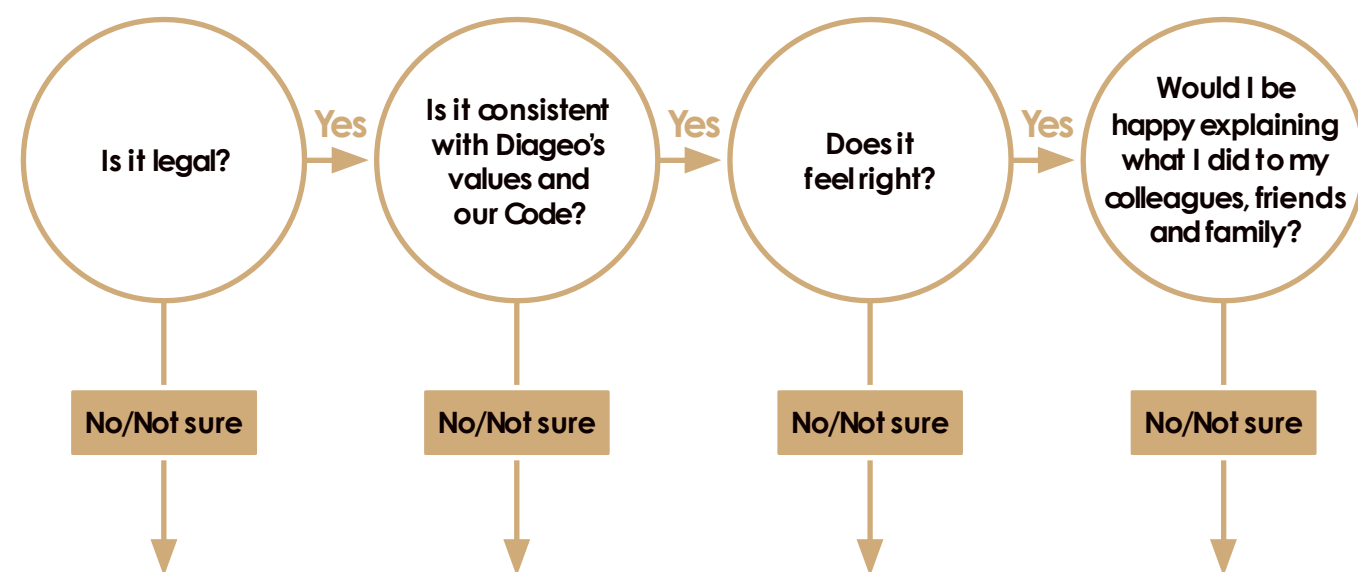 Is it legal?
Yes
Is it consistent
with Diageo’s
values and
our Code?
Yes
Does it
feel right?
Yes
Would I be
happy explaining
what I did to my
colleagues, friends
and family?
No/Not sure
No/Not sure
No/Not sure
No/Not sure